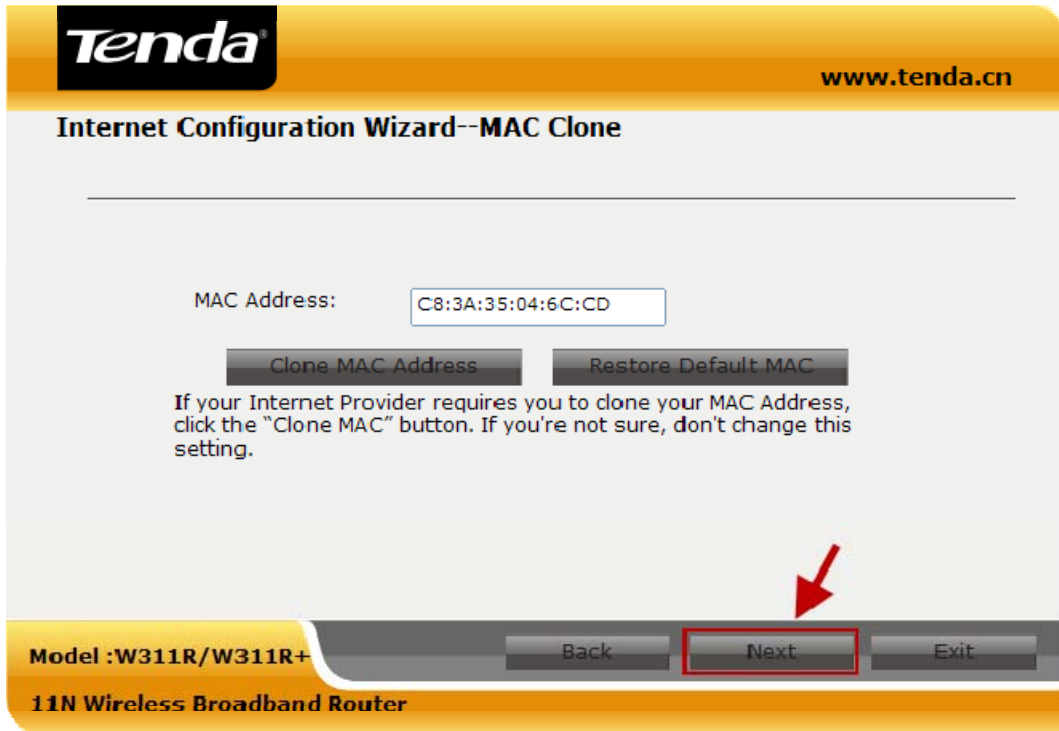 Tenda®
www.tenda.cn
Internet Configuration Wizard--MAC Clone
MAC Address:
C8:3A:35:04:6C:CD
Clone MAC Address
Restore Default MAC
If your Internet Provider requires you to clone your MAC Address,
click the “Clone MAC” button. If you're not sure, don't change this
setting.
Back
Next
Exit
Model :W311R/W311R+
11N Wireless Broadband Router